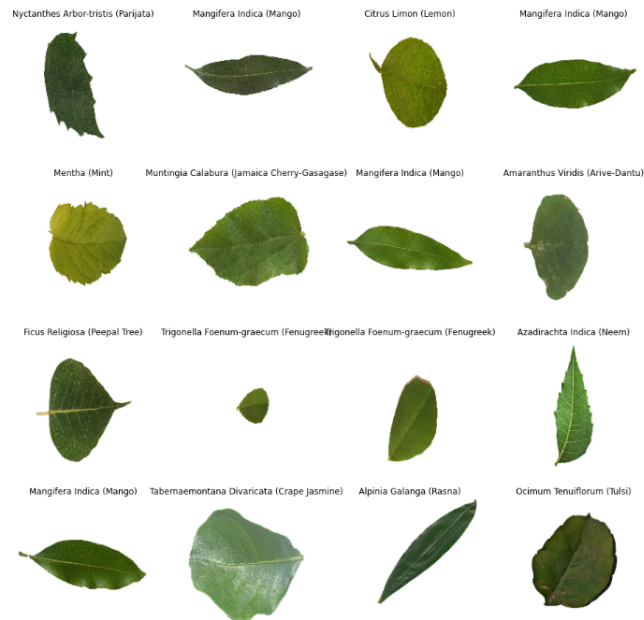 Nyctanthes Arbor-tristis (Parijata)
Mangifera Indica (Mango)
Citrus Limon (Lemon)
Mangifera Indica (Mango)
Mentha (Mint)
Muntingia Calabura (Jamaica Cherry-Gasagase)
Mangifera Indica (Mango)
Amaranthus Viridis (Arive-Dantu)
Ficus Religiosa (Peepal Tree)
Trigonella Foenum-graecum (Fenugreek)
Trigonella Foenum-graecum (Fenugreek)
Azadirachta Indica (Neem)
Mangifera Indica (Mango)
Tabernaemontana Divaricata (Crape Jasmine)
Alpinia Galanga (Rasna)
Ocimum Tenuiflorum (Tulsi)